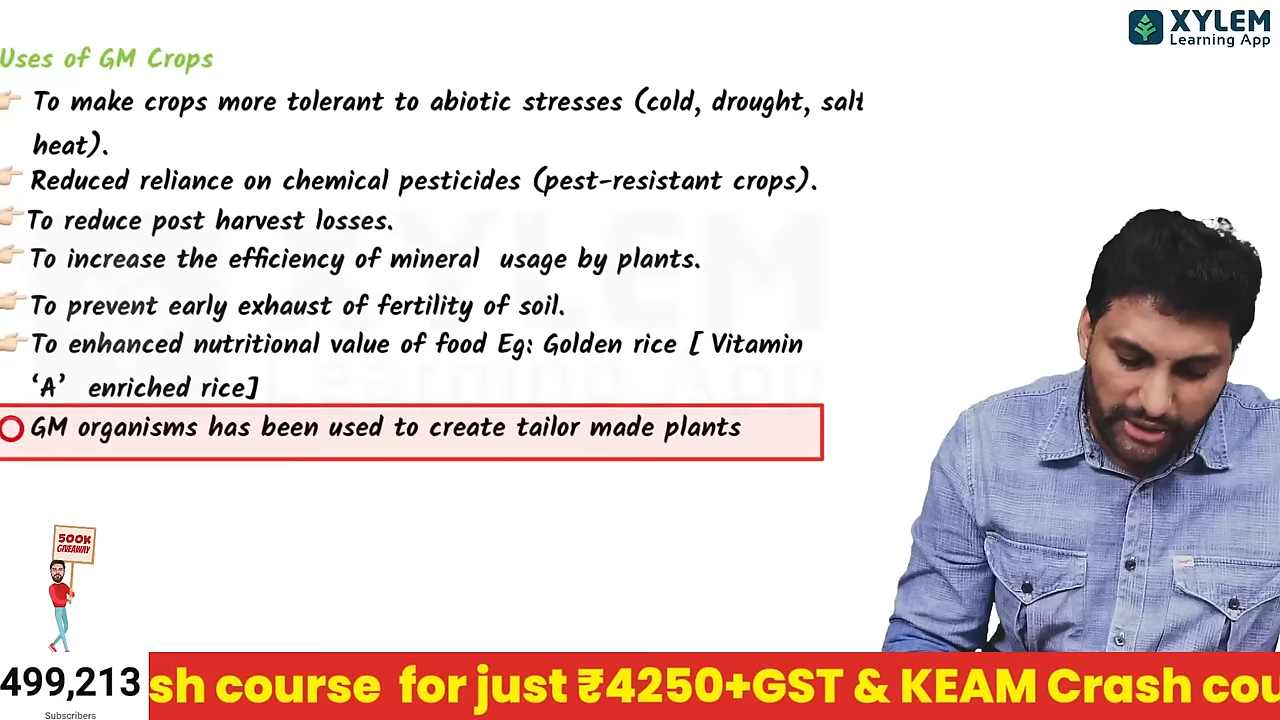 XYLEM
Learning App
Uses of GM Crops
To make crops more tolerant to abiotic stresses (cold, drought, salt
heat).
Reduced reliance on chemical pesticides (pest-resistant crops).
To reduce post harvest losses.
To increase the efficiency of mineral usage by plants.
To prevent early exhaust of fertility of soil.
To enhanced nutritional value of food Eg: Golden rice [ Vitamin
‘A’ enriched rice]
GM organisms has been used to create tailor made plants
500K
GIVEAWAY
499,213
Subscribers
sh course for just ₹4250+GST & KEAM Crash cou